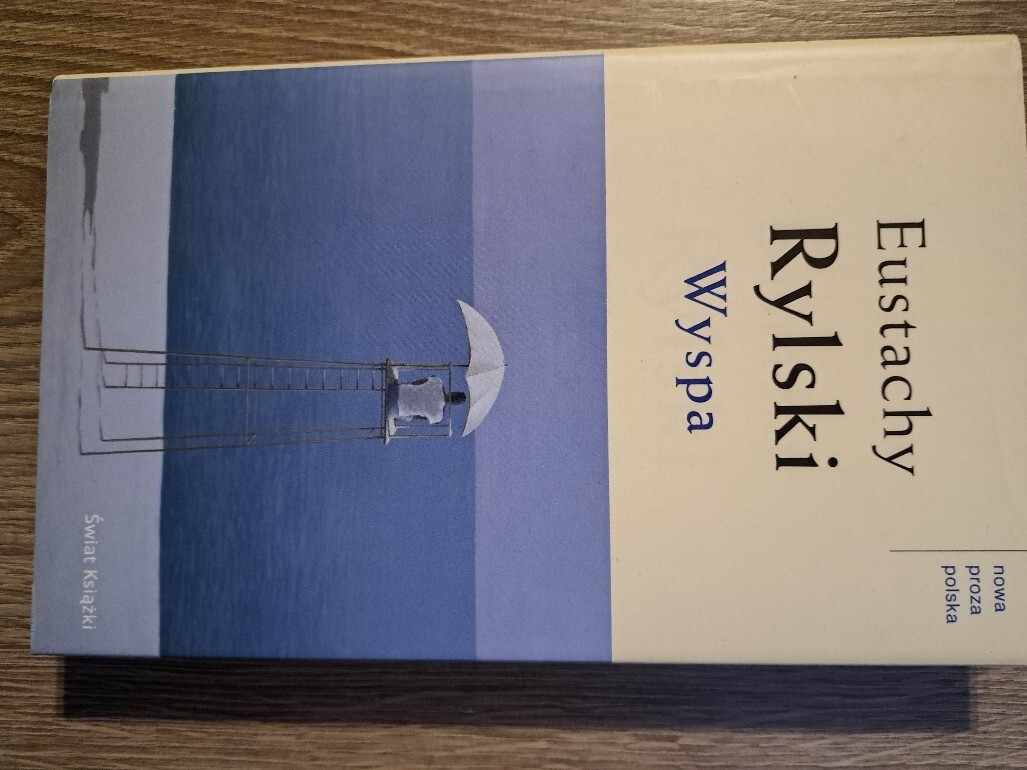 Eustachy
Rylski
Wyspa
nowa
proza
polska
Świat Książki